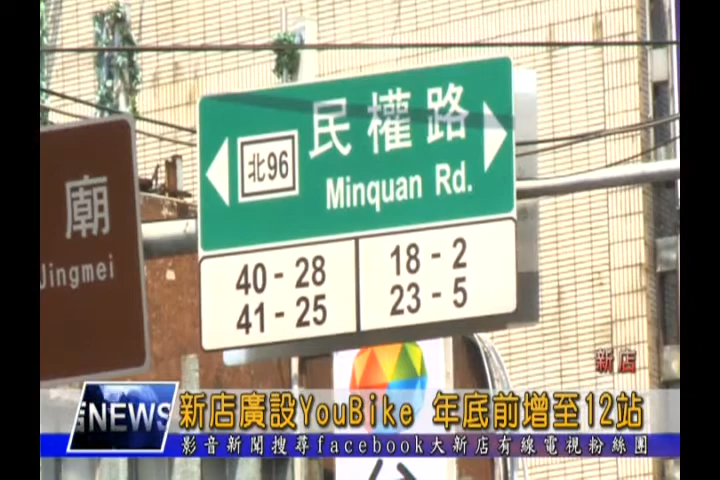 民權路
北96
Minquan Rd.
40-28
41-25
18-2
23-5
廟
Jingmei
新店
NEWS
新店廣設YouBike 年底前增至12站
影音新聞搜尋facebook大新店有線電視粉絲團